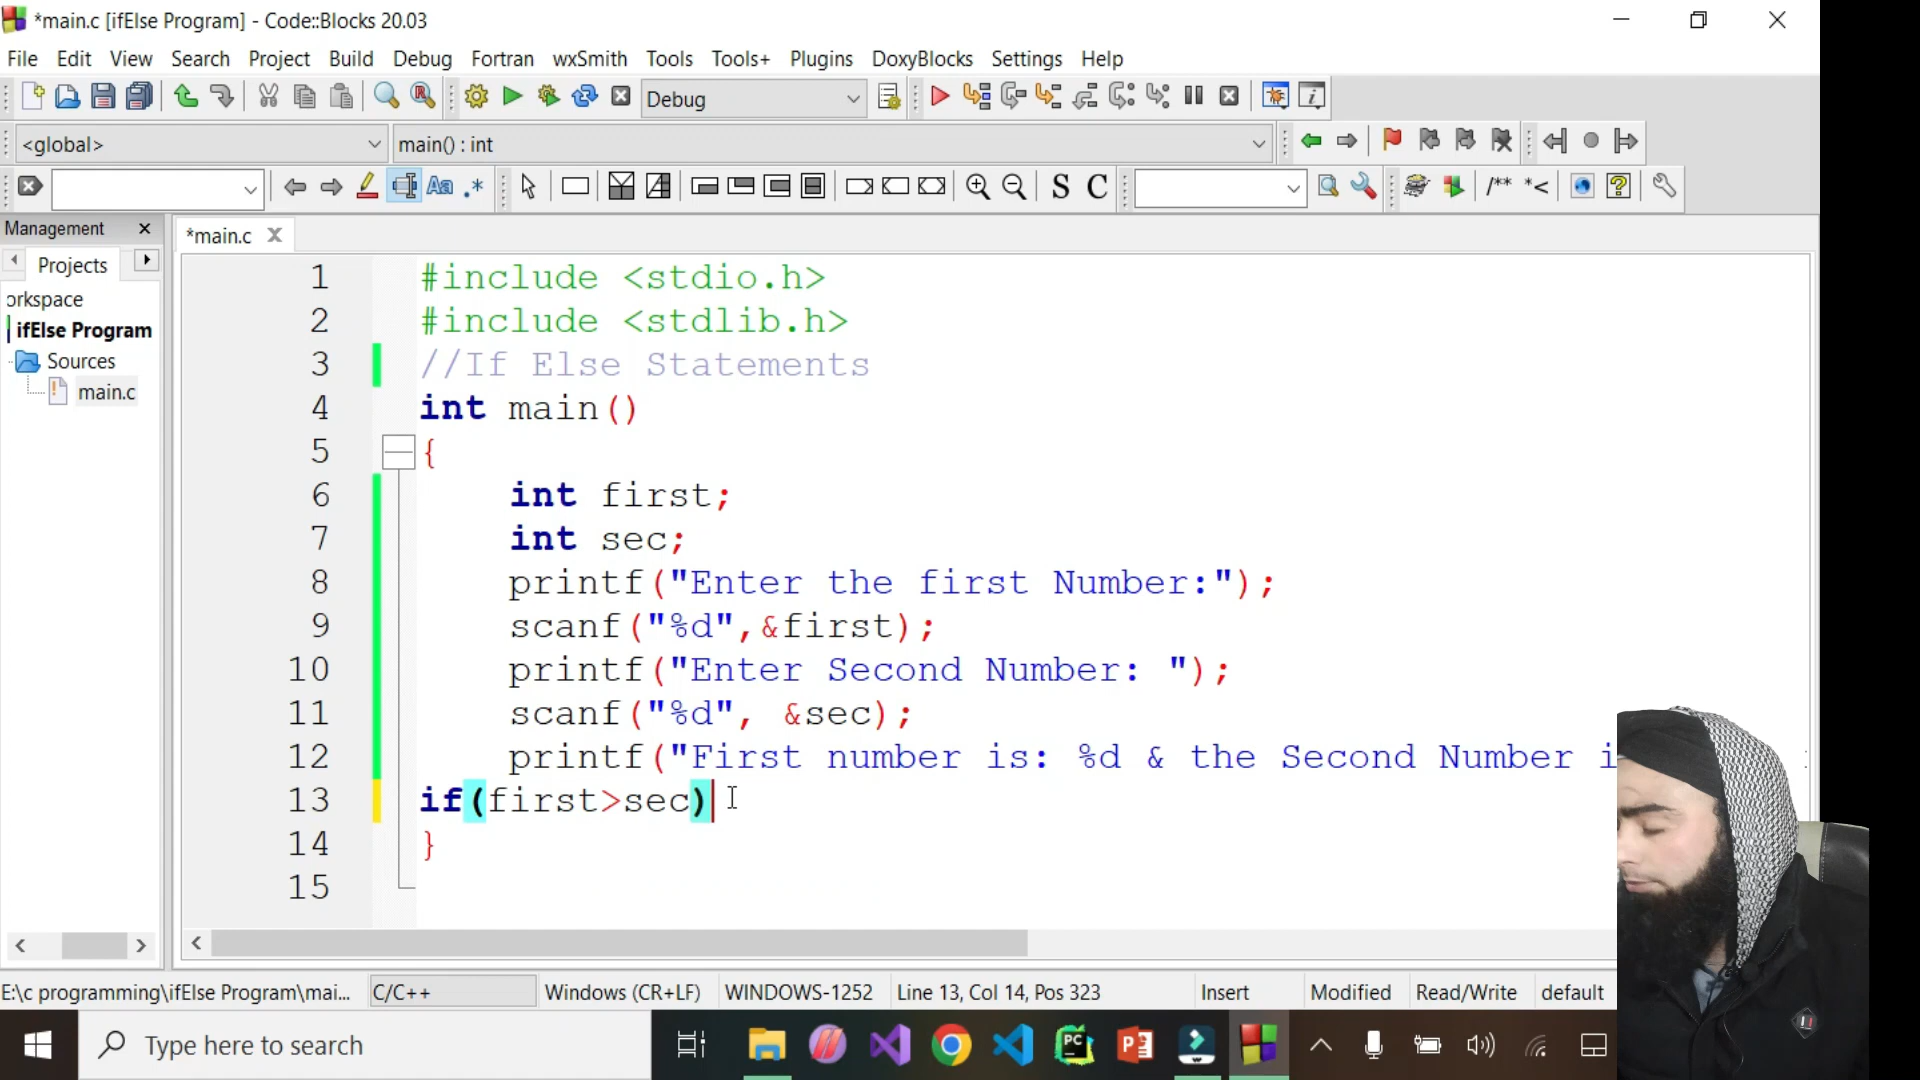 *main.c [ifElse Program] - Code::Blocks 20.03
File Edit View Search Project Build Debug Fortran wxSmith Tools Tools+ Plugins DoxyBlocks Settings Help
Debug
<global> main() : int
Aa .* S C /** *<
Management
*main.c
Projects
orkspace
ifElse Program
Sources
main.c
1 #include <stdio.h>
2 #include <stdlib.h>
3 //If Else Statements
4 int main()
5 {
6 int first;
7 int sec;
8 printf("Enter the first Number:");
9 scanf("%d",&first);
10 printf("Enter Second Number: ");
11 scanf("%d", &sec);
12 printf("First number is: %d & the Second Number i
13 if(first>sec)
14 }
15
E:\c programming\ifElse Program\mai... C/C++ Windows (CR+LF) WINDOWS-1252 Line 13, Col 14, Pos 323 Insert Modified Read/Write default
Type here to search